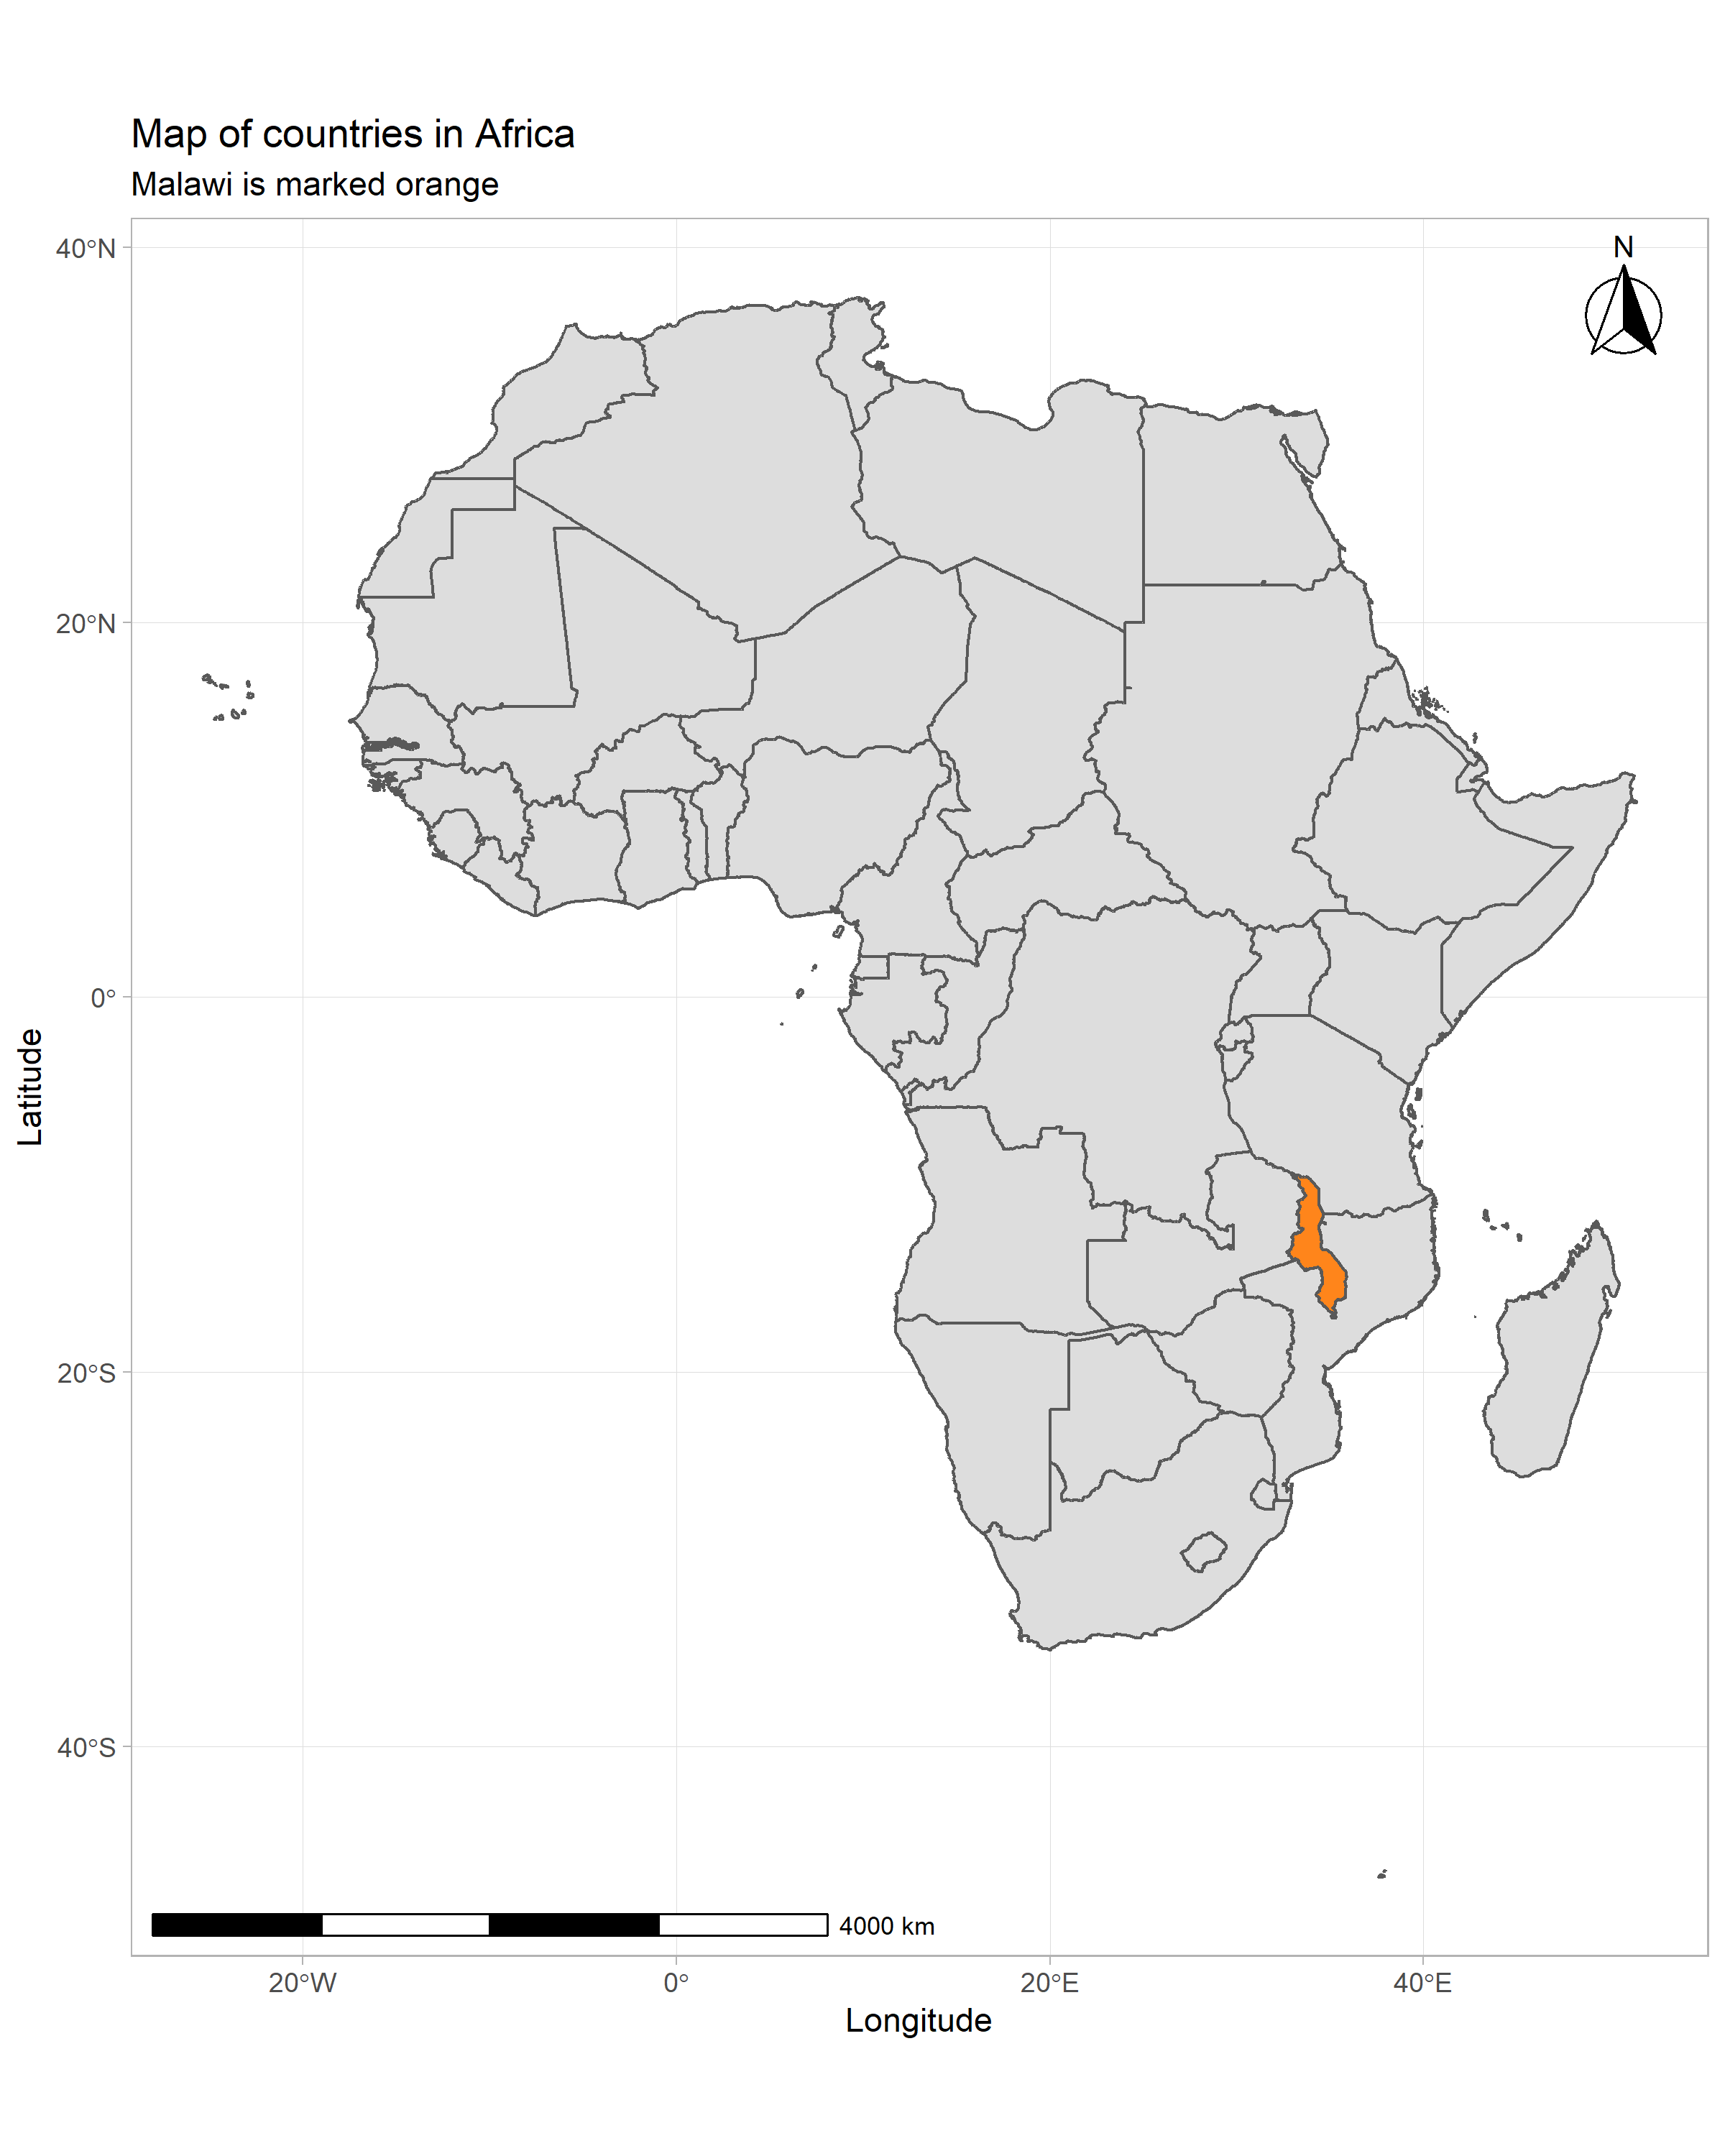 Map of countries in Africa
Malawi is marked orange
N
40°N
20°N
0°
20°S
40°S
Latitude
4000 km
20°W
0°
20°E
40°E
Longitude